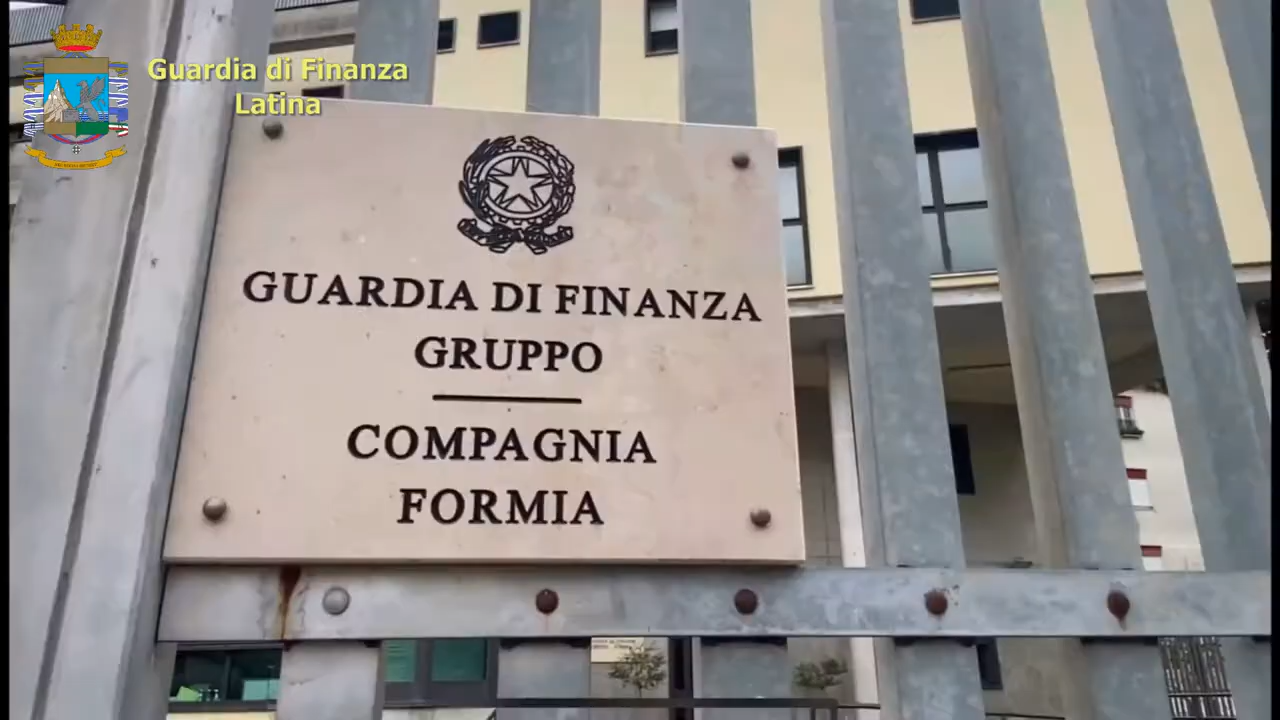 Guardia di Finanza
Latina
GUARDIA DI FINANZA
GRUPPO
COMPAGNIA
FORMIA